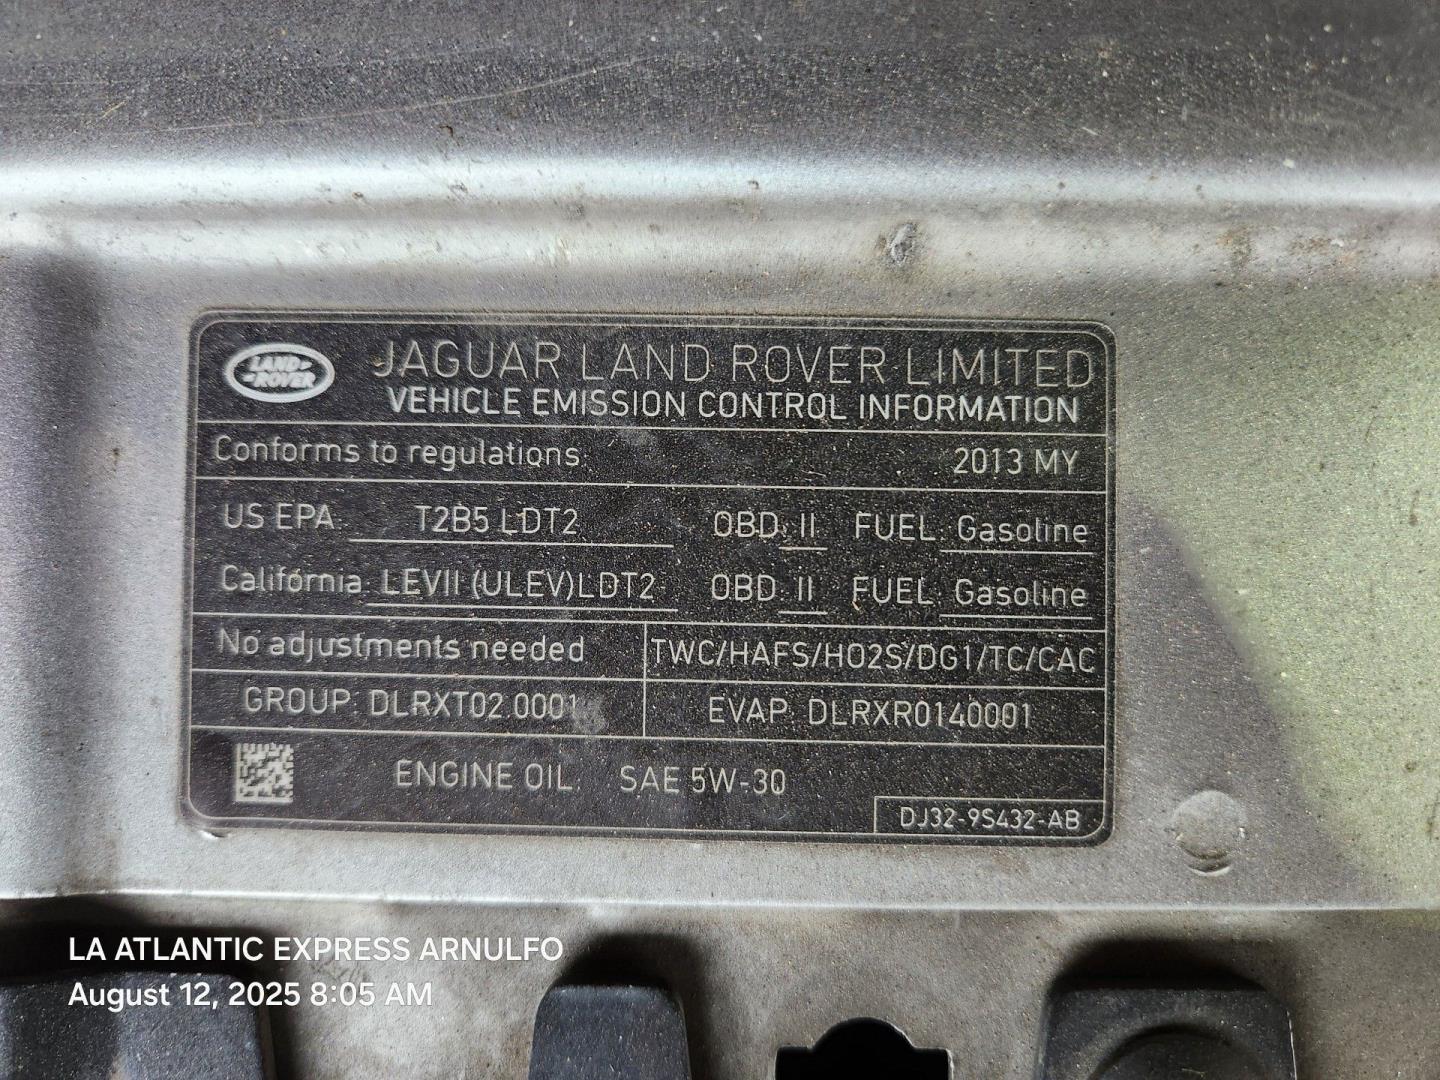 LAND ROVER
JAGUAR LAND ROVER LIMITED
VEHICLE EMISSION CONTROL INFORMATION
Conforms to regulations 2013 MY
US EPA: T2B5 LDT2 OBD: II FUEL: Gasoline
California: LEVII (ULEV)LDT2 OBD: II FUEL: Gasoline
No adjustments needed TWC/HAFS/HO2S/DG1/TC/CAC
GROUP: DLRXT02.0001 EVAP: DLRXR0140001
ENGINE OIL: SAE 5W-30
DJ32-9S432-AB
LA ATLANTIC EXPRESS ARNULFO
August 12, 2025 8:05 AM